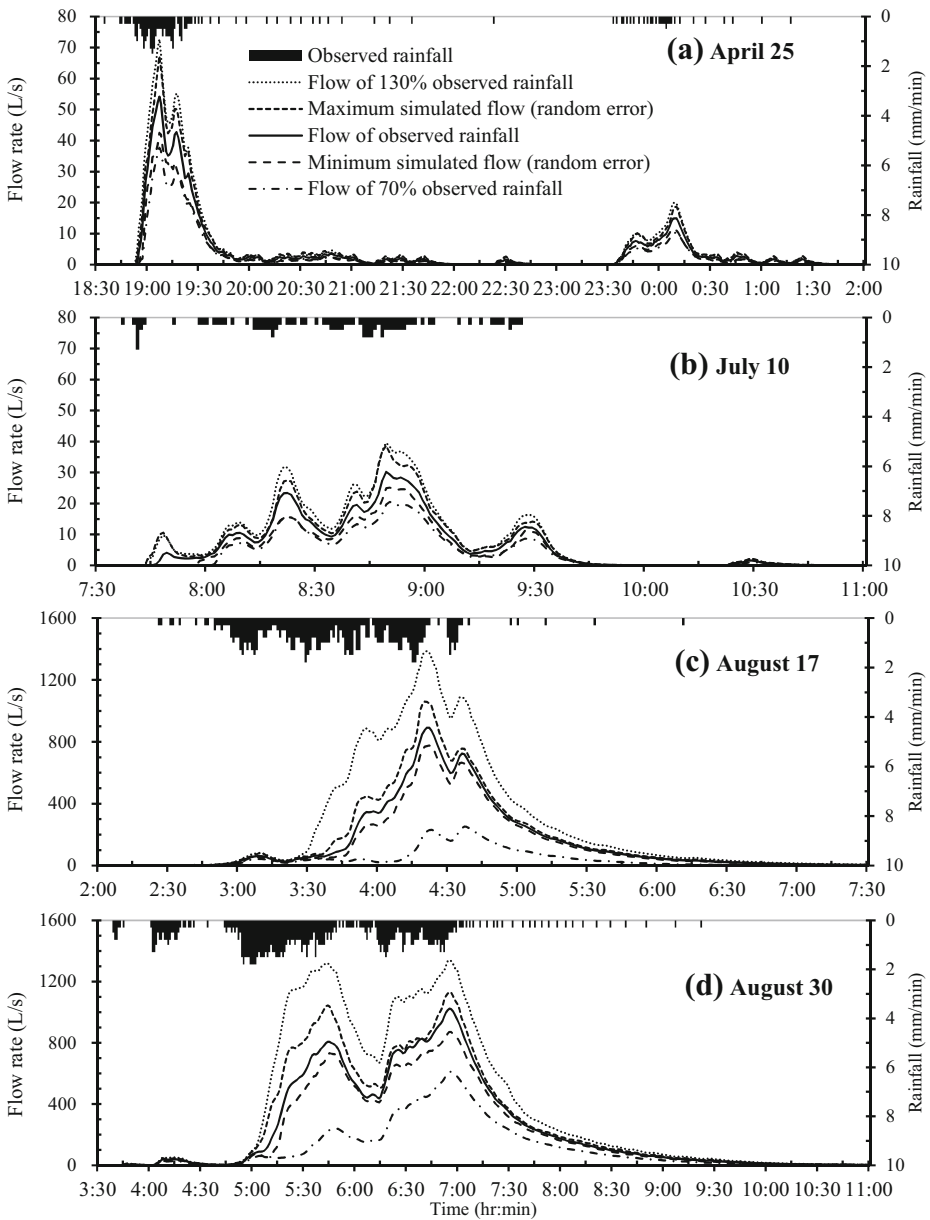 80
70
60
50
40
30
20
10
0
Flow rate (L/s)
0
2
4
6
8
10
Rainfall (mm/min)
(a) April 25
Observed rainfall
Flow of 130% observed rainfall
Maximum simulated flow (random error)
Flow of observed rainfall
Minimum simulated flow (random error)
Flow of 70% observed rainfall
18:30 19:00 19:30 20:00 20:30 21:00 21:30 22:00 22:30 23:00 23:30 0:00 0:30 1:00 1:30 2:00
80
70
60
50
40
30
20
10
0
Flow rate (L/s)
0
2
4
6
8
10
Rainfall (mm/min)
(b) July 10
7:30 8:00 8:30 9:00 9:30 10:00 10:30 11:00
1600
1200
800
400
0
Flow rate (L/s)
0
2
4
6
8
10
Rainfall (mm/min)
(c) August 17
2:00 2:30 3:00 3:30 4:00 4:30 5:00 5:30 6:00 6:30 7:00 7:30
1600
1200
800
400
0
Flow rate (L/s)
0
2
4
6
8
10
Rainfall (mm/min)
(d) August 30
3:30 4:00 4:30 5:00 5:30 6:00 6:30 7:00 7:30 8:00 8:30 9:00 9:30 10:00 10:30 11:00
Time (hr:min)